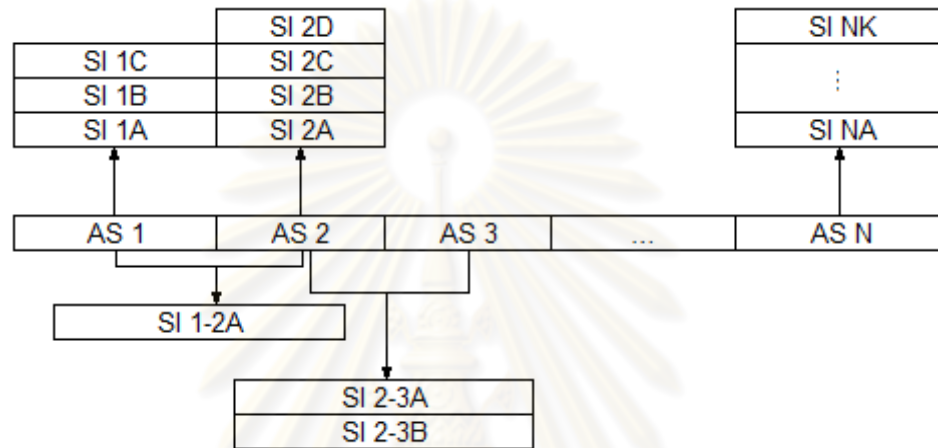 SI 2D SI NK
SI 1C SI 2C
SI 1B SI 2B ⋮
SI 1A SI 2A SI NA
AS 1 AS 2 AS 3 ... AS N
SI 1-2A
SI 2-3A
SI 2-3B